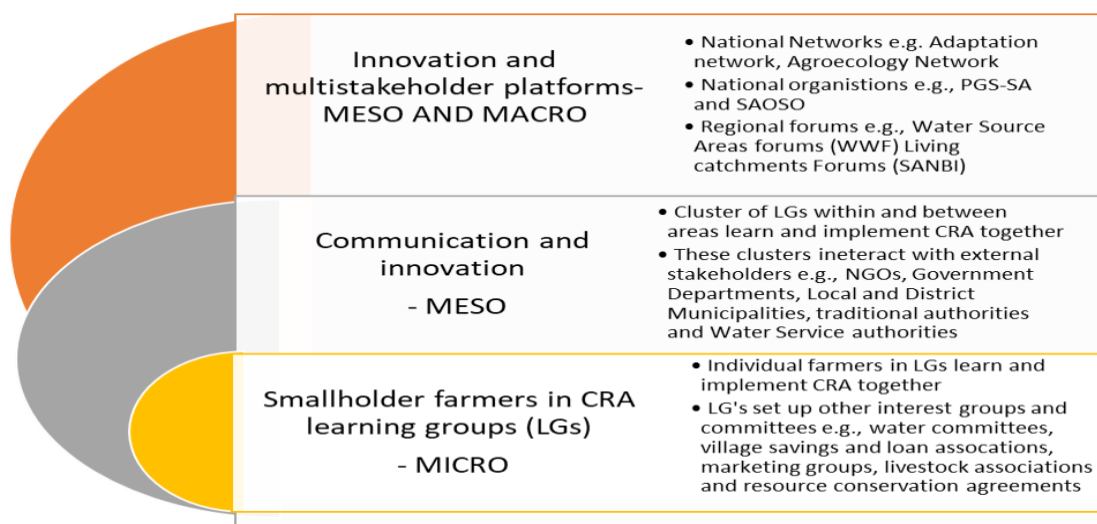 Innovation and
multistakeholder platforms-
MESO AND MACRO
• National Networks e.g. Adaptation
network, Agroecology Network
• National organistions e.g., PGS-SA
and SAOSO
• Regional forums e.g., Water Source
Areas forums (WWF) Living
catchments Forums (SANBI)
Communication and
innovation
- MESO
• Cluster of LGs within and between
areas learn and implement CRA together
• These clusters ineteract with external
stakeholders e.g., NGOs, Government
Departments, Local and District
Municipalities, traditional authorities
and Water Service authorities
Smallholder farmers in CRA
learning groups (LGs)
- MICRO
• Individual farmers in LGs learn and
implement CRA together
• LG's set up other interest groups and
committees e.g., water committees,
village savings and loan assocations,
marketing groups, livestock associations
and resource conservation agreements